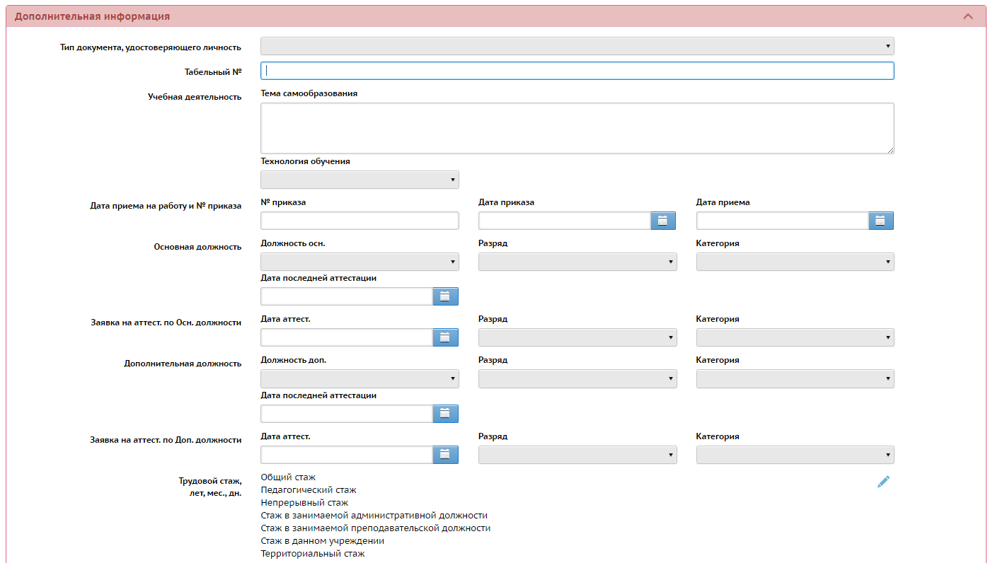 Дополнительная информация
Тип документа, удостоверяющего личность
Табельный №
Учебная деятельность
Тема самообразования
Технология обучения
Дата приема на работу и № приказа
№ приказа
Дата приказа
Дата приема
Основная должность
Должность осн.
Разряд
Категория
Дата последней аттестации
Заявка на аттест. по Осн. должности
Дата аттест.
Разряд
Категория
Дополнительная должность
Должность доп.
Разряд
Категория
Дата последней аттестации
Заявка на аттест. по Доп. должности
Дата аттест.
Разряд
Категория
Трудовой стаж,
лет, мес., дн.
Общий стаж
Педагогический стаж
Непрерывный стаж
Стаж в занимаемой административной должности
Стаж в занимаемой преподавательской должности
Стаж в данном учреждении
Территориальный стаж